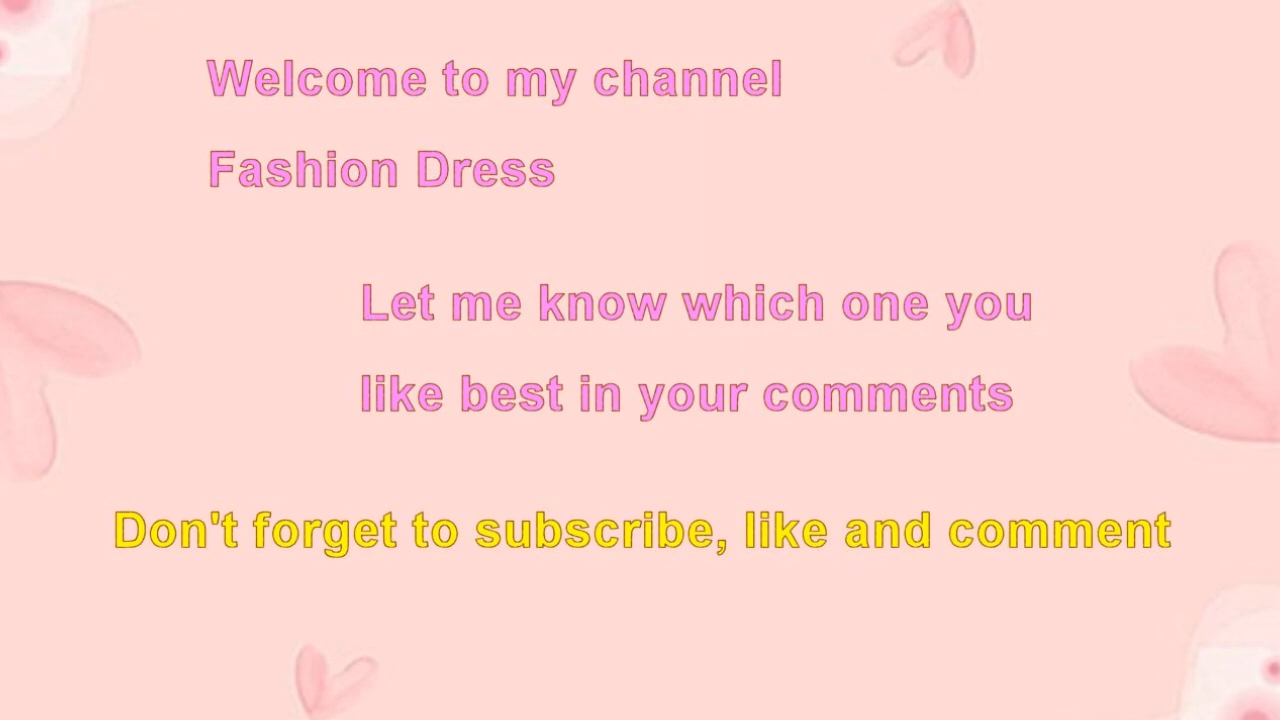 Welcome to my channel
Fashion Dress
Let me know which one you
like best in your comments
Don't forget to subscribe, like and comment